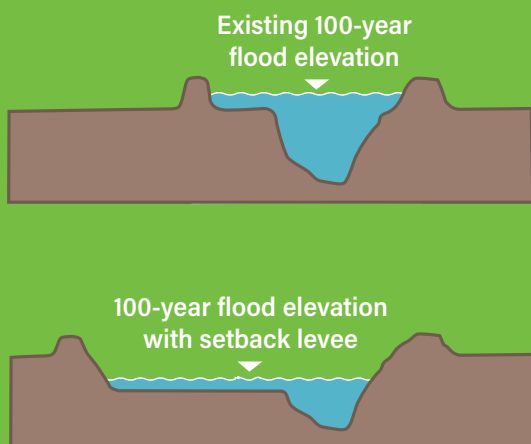 Existing 100-year
flood elevation
100-year flood elevation
with setback levee